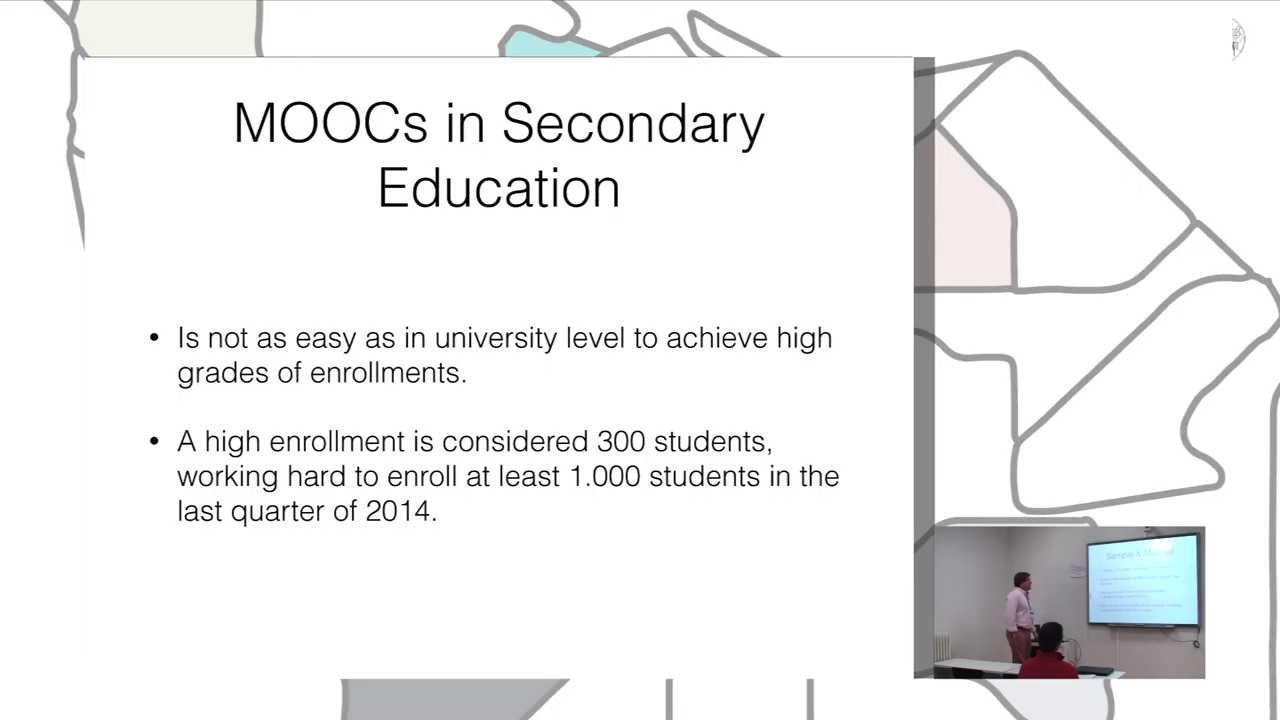 MOOCs in Secondary
Education
• Is not as easy as in university level to achieve high
grades of enrollments.
• A high enrollment is considered 300 students,
working hard to enroll at least 1.000 students in the
last quarter of 2014.
Sample & Method